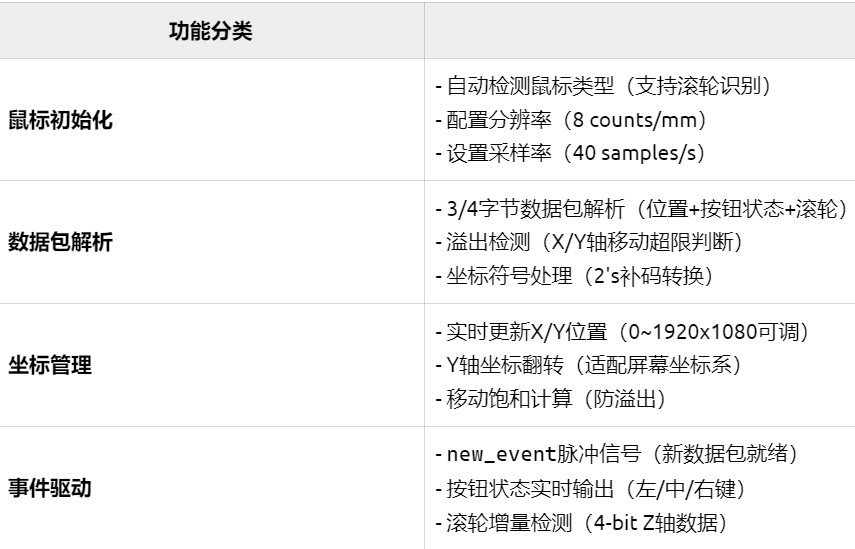 功能分类
鼠标初始化
- 自动检测鼠标类型（支持滚轮识别）
- 配置分辨率（8 counts/mm）
- 设置采样率（40 samples/s）
数据包解析
- 3/4字节数据包解析（位置+按钮状态+滚轮）
- 溢出检测（X/Y轴移动超限判断）
- 坐标符号处理（2's补码转换）
坐标管理
- 实时更新X/Y位置（0~1920x1080可调）
- Y轴坐标翻转（适配屏幕坐标系）
- 移动饱和计算（防溢出）
事件驱动
- new_event脉冲信号（新数据包就绪）
- 按钮状态实时输出（左/中/右键）
- 滚轮增量检测（4-bit Z轴数据）